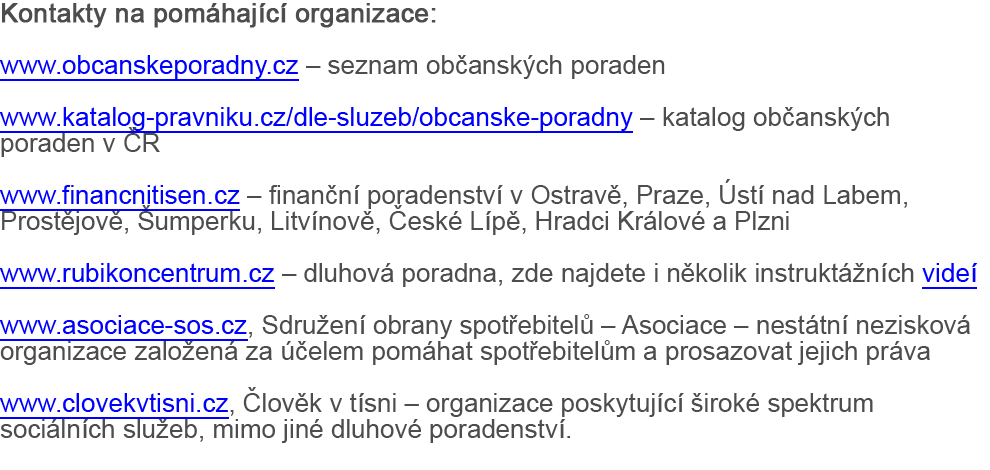 Kontakty na pomáhající organizace:
www.obcanskeporadny.cz – seznam občanských poraden
www.katalog-pravniku.cz/dle-sluzeb/obcanske-poradny – katalog občanských
poraden v ČR
www.financnitisen.cz – finanční poradenství v Ostravě, Praze, Ústí nad Labem,
Prostějově, Šumperku, Litvínově, České Lípě, Hradci Králové a Plzni
www.rubikoncentrum.cz – dluhová poradna, zde najdete i několik instruktážních videí
www.asociace-sos.cz, Sdružení obrany spotřebitelů – Asociace – nestátní nezisková
organizace založená za účelem pomáhat spotřebitelům a prosazovat jejich práva
www.clovekvtisni.cz, Člověk v tísni – organizace poskytující široké spektrum
sociálních služeb, mimo jiné dluhové poradenství.